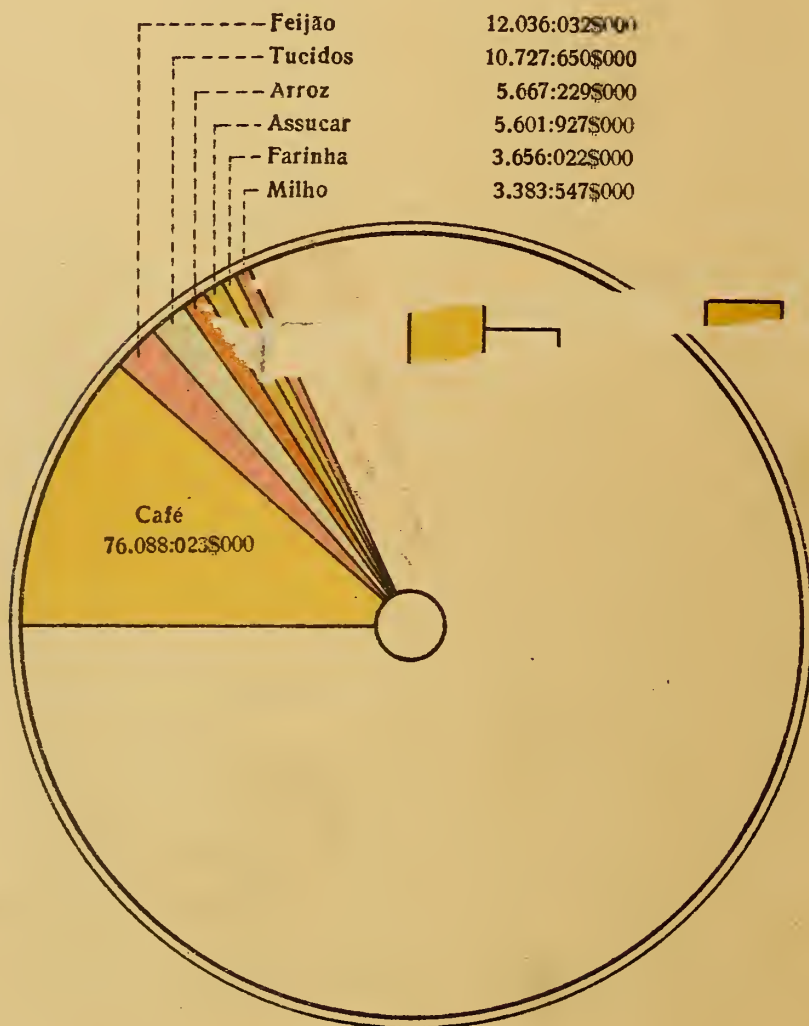 Feijão 12.036:032$000
Tucidos 10.727:650$000
Arroz 5.667:229$000
Assucar 5.601:927$000
Farinha 3.656:022$000
Milho 3.383:547$000
Café
76.088:023$000